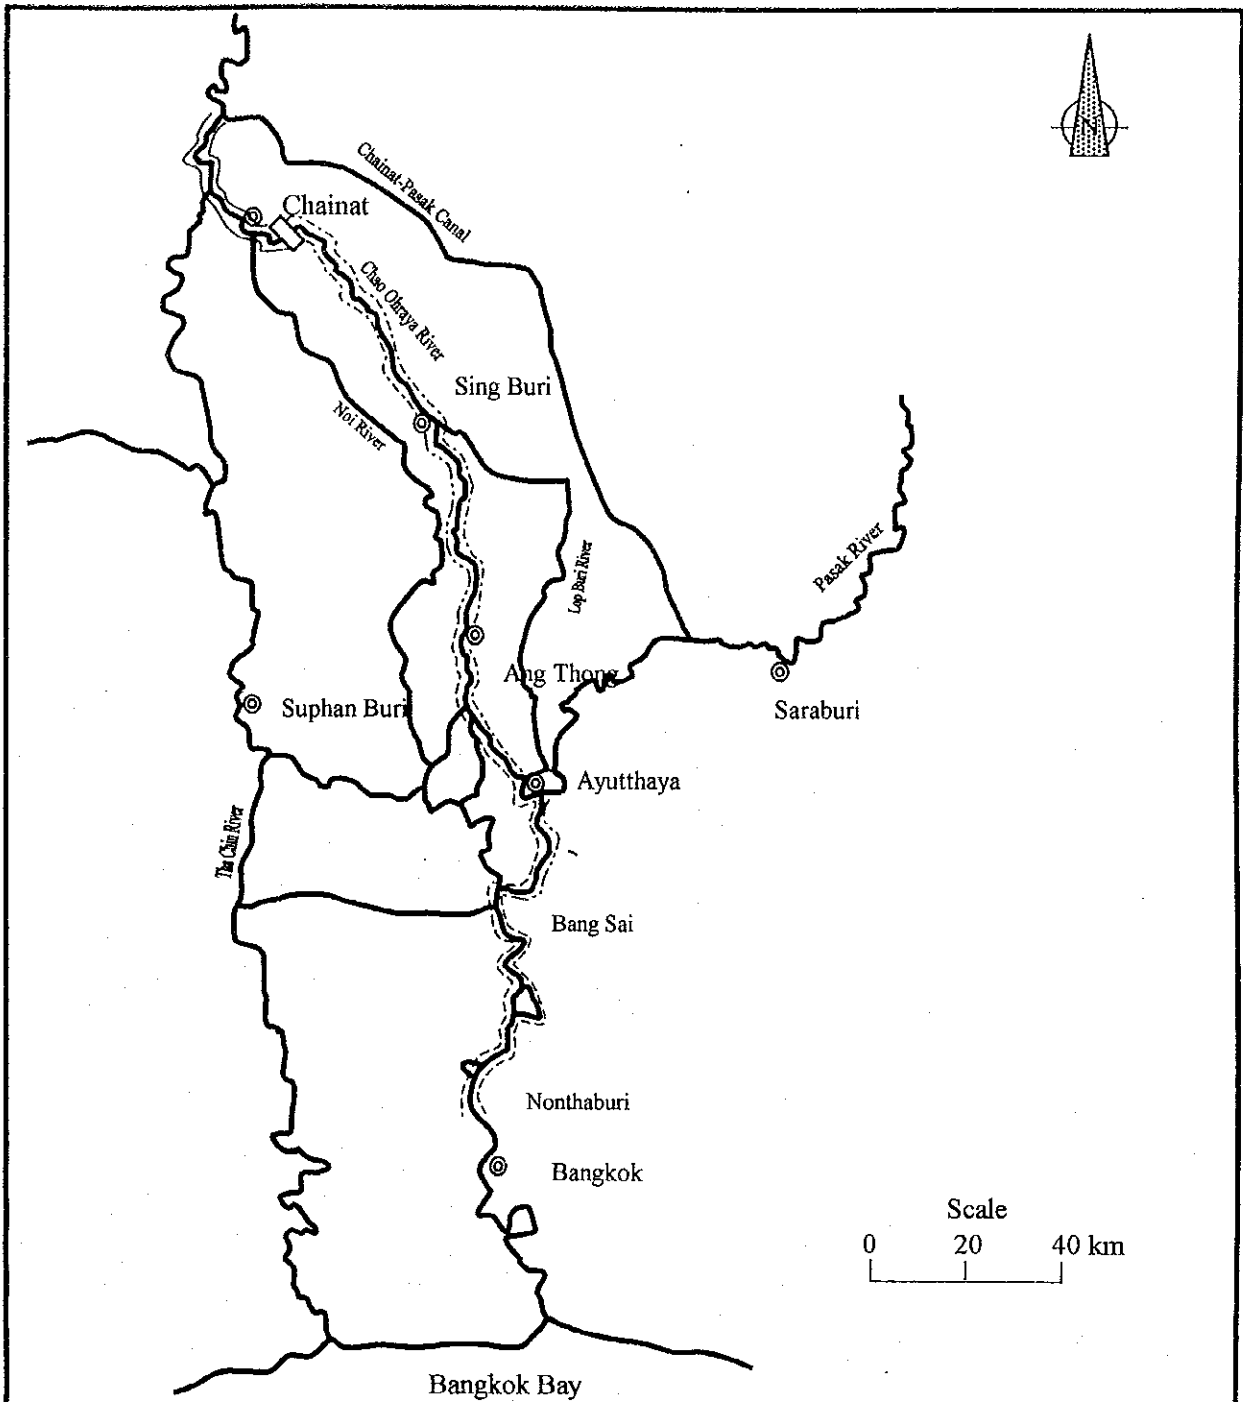 N
Chainat-Pasak Canal
Chainat
Chao Ohraya River
Sing Buri
Noi River
Pasak River
Lop Buri River
Ang Thong
Suphan Buri
Saraburi
Ayutthaya
Tha Chin River
Bang Sai
Nonthaburi
Bangkok
Scale
0 20 40 km
Bangkok Bay